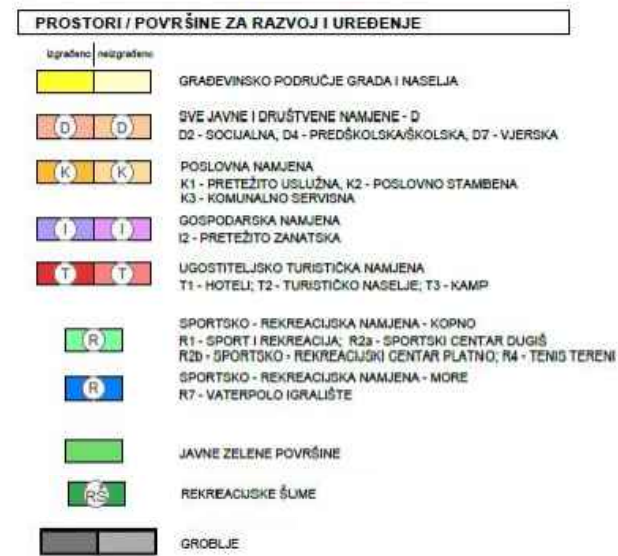 PROSTORI / POVRŠINE ZA RAZVOJ I UREĐENJE
izgrađeno neizgrađeno
GRAĐEVINSKO PODRUČJE GRADA I NASELJA
D D SVE JAVNE I DRUŠTVENE NAMJENE - D
D2 - SOCIJALNA, D4 - PREDŠKOLSKA/ŠKOLSKA, D7 - VJERSKA
K K POSLOVNA NAMJENA
K1 - PRETEŽITO USLUŽNA, K2 - POSLOVNO STAMBENA
K3 - KOMUNALNO SERVISNA
I I GOSPODARSKA NAMJENA
I2 - PRETEŽITO ZANATSKA
T T UGOSTITELJSKO TURISTIČKA NAMJENA
T1 - HOTELI; T2 - TURISTIČKO NASELJE; T3 - KAMP
R SPORTSKO - REKREACIJSKA NAMJENA - KOPNO
R1 - SPORT I REKREACIJA; R2a - SPORTSKI CENTAR DUGIŠ
R2b - SPORTSKO - REKREACIJSKI CENTAR PLATNO; R4 - TENIS TERENI
R SPORTSKO - REKREACIJSKA NAMJENA - MORE
R7 - VATERPOLO IGRALIŠTE
JAVNE ZELENE POVRŠINE
RŠ REKREACIJSKE ŠUME
GROBLJE